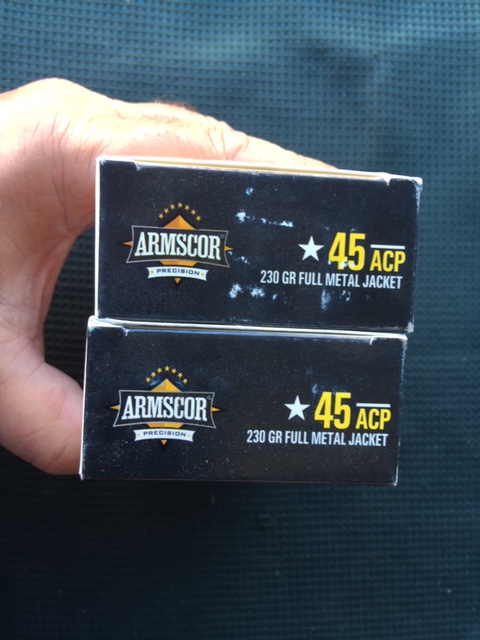 ARMSCOR
PRECISION
45 ACP
230 GR FULL METAL JACKET
ARMSCOR
PRECISION
45 ACP
230 GR FULL METAL JACKET